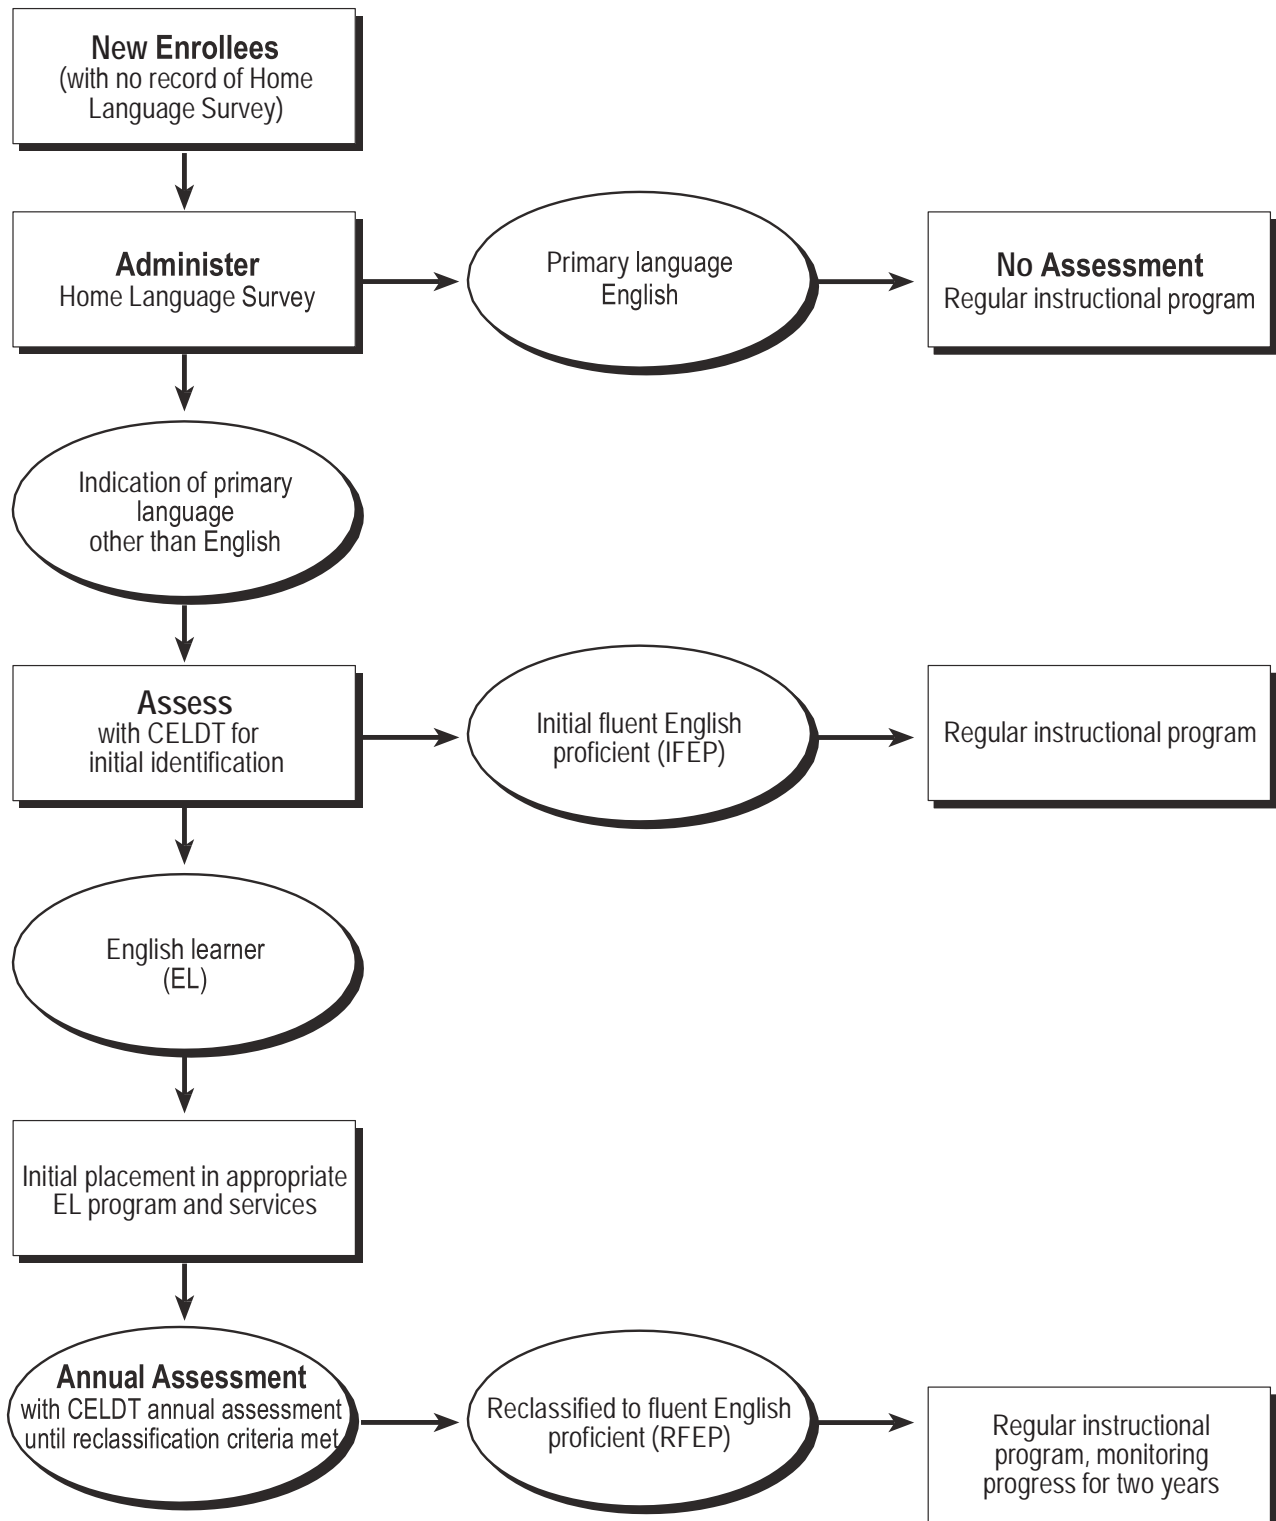 New Enrollees
(with no record of Home
Language Survey)
Administer
Home Language Survey
Primary language
English
No Assessment
Regular instructional program
Indication of primary
language
other than English
Assess
with CELDT for
initial identification
Initial fluent English
proficient (IFEP)
Regular instructional program
English learner
(EL)
Initial placement in appropriate
EL program and services
Annual Assessment
with CELDT annual assessment
until reclassification criteria met
Reclassified to fluent English
proficient (RFEP)
Regular instructional
program, monitoring
progress for two years